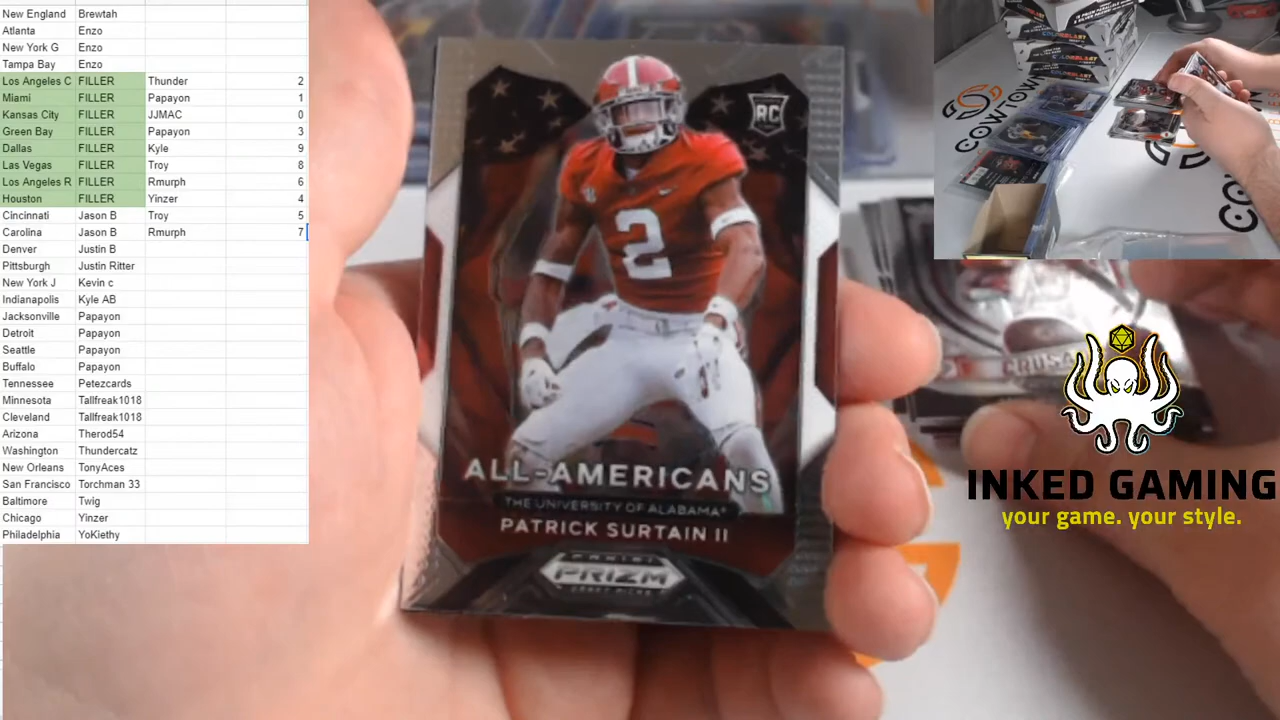 New England Brewtah
Atlanta Enzo
New York G Enzo
Tampa Bay Enzo
Los Angeles C FILLER Thunder 2
Miami FILLER Papayon 1
Kansas City FILLER JJMAC 0
Green Bay FILLER Papayon 3
Dallas FILLER Kyle 9
Las Vegas FILLER Troy 8
Los Angeles R FILLER Rmurph 6
Houston FILLER Yinzer 4
Cincinnati Jason B Troy 5
Carolina Jason B Rmurph 7
Denver Justin B
Pittsburgh Justin Ritter
New York J Kevin c
Indianapolis Kyle AB
Jacksonville Papayon
Detroit Papayon
Seattle Papayon
Buffalo Papayon
Tennessee Petezcards
Minnesota Tallfreak1018
Cleveland Tallfreak1018
Arizona Therod54
Washington Thundercatz
New Orleans TonyAces
San Francisco Torchman 33
Baltimore Twig
Chicago Yinzer
Philadelphia YoKiethy
RC
2
ALL-AMERICANS
THE UNIVERSITY OF ALABAMA
PATRICK SURTAIN II
PANINI
PRIZM
DRAFT PICKS
COWTOWN
CRUSA
INKED GAMING
your game. your style.